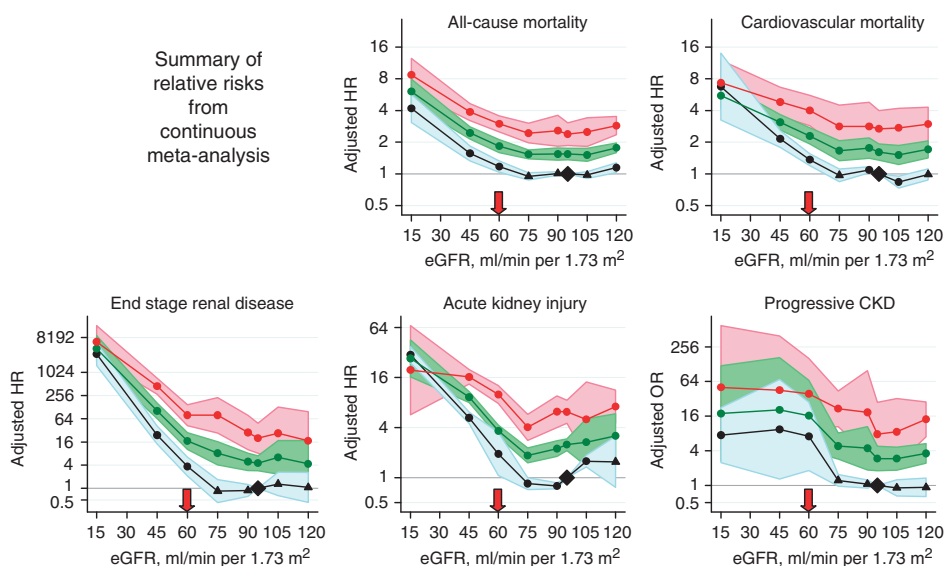 Summary of
relative risks
from
continuous
meta-analysis
All-cause mortality
Adjusted HR
16
8
4
2
1
0.5
15 30 45 60 75 90 105 120
eGFR, ml/min per 1.73 m²
Cardiovascular mortality
Adjusted HR
16
8
4
2
1
0.5
15 30 45 60 75 90 105 120
eGFR, ml/min per 1.73 m²
End stage renal disease
Adjusted HR
8192
1024
256
64
16
4
1
0.5
15 30 45 60 75 90 105 120
eGFR, ml/min per 1.73 m²
Acute kidney injury
Adjusted HR
64
16
4
1
0.5
15 30 45 60 75 90 105 120
eGFR, ml/min per 1.73 m²
Progressive CKD
Adjusted OR
256
64
16
4
1
0.5
15 30 45 60 75 90 105 120
eGFR, ml/min per 1.73 m²